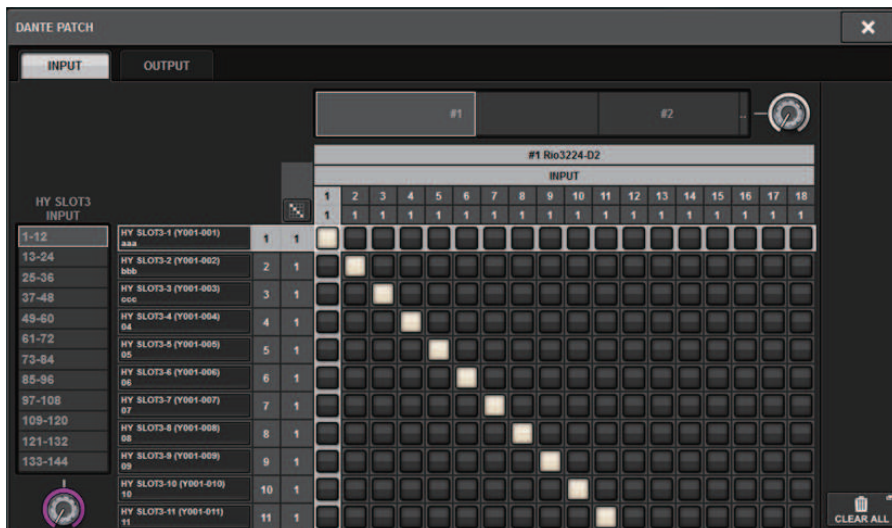 DANTE PATCH
INPUT OUTPUT
#1 #2 ..
#1 Rio3224-D2
INPUT
1 2 3 4 5 6 7 8 9 10 11 12 13 14 15 16 17 18
1 1 1 1 1 1 1 1 1 1 1 1 1 1 1 1 1 1
HY SLOT3
INPUT
1-12
13-24
25-36
37-48
49-60
61-72
73-84
85-96
97-108
109-120
121-132
133-144
HY SLOT3-1 (Y001-001) 1 1
aaa
HY SLOT3-2 (Y001-002) 2 1
bbb
HY SLOT3-3 (Y001-003) 3 1
ccc
HY SLOT3-4 (Y001-004) 4 1
04
HY SLOT3-5 (Y001-005) 5 1
05
HY SLOT3-6 (Y001-006) 6 1
06
HY SLOT3-7 (Y001-007) 7 1
07
HY SLOT3-8 (Y001-008) 8 1
08
HY SLOT3-9 (Y001-009) 9 1
09
HY SLOT3-10 (Y001-010) 10 1
10
HY SLOT3-11 (Y001-011) 11 1
11
CLEAR ALL